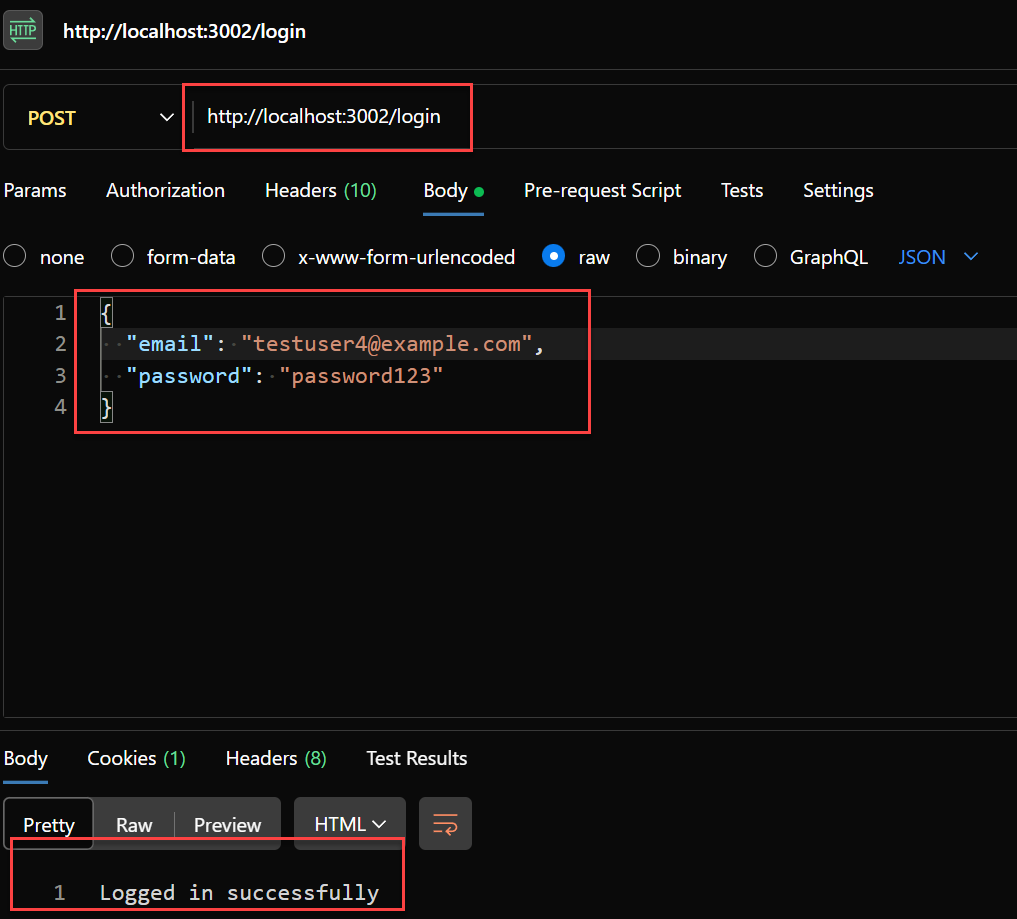 HTTP http://localhost:3002/login
POST http://localhost:3002/login
Params Authorization Headers (10) Body Pre-request Script Tests Settings
none form-data x-www-form-urlencoded raw binary GraphQL JSON
1 {
2 "email": "testuser4@example.com",
3 "password": "password123"
4 }
Body Cookies (1) Headers (8) Test Results
Pretty Raw Preview HTML
1 Logged in successfully